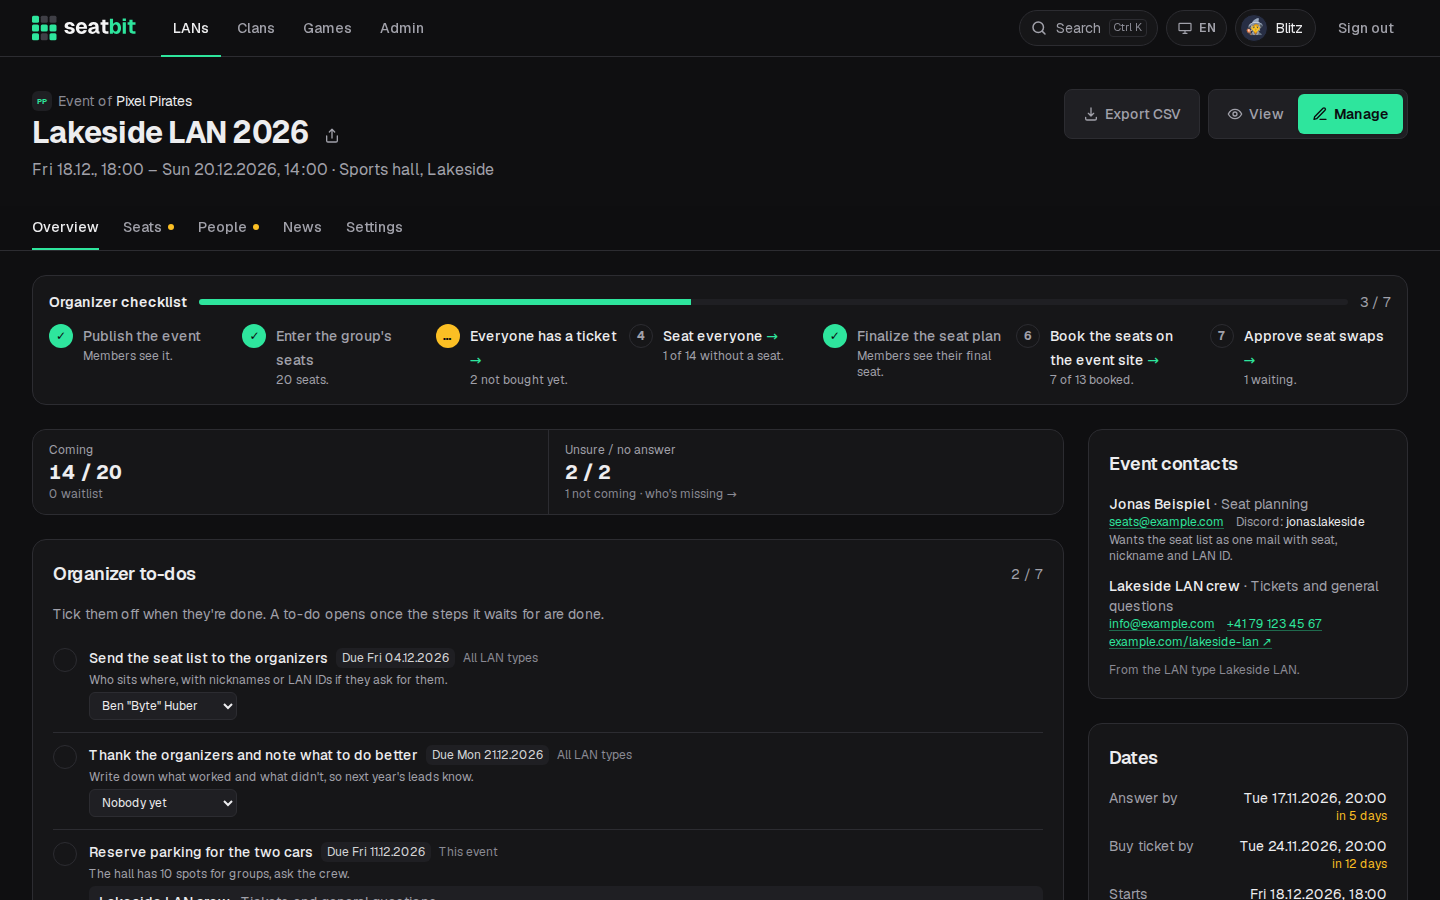 seatbit LANs Clans Games Admin Search Ctrl K EN Blitz Sign out
PP Event of Pixel Pirates
Lakeside LAN 2026
Fri 18.12., 18:00 – Sun 20.12.2026, 14:00 · Sports hall, Lakeside
Export CSV View Manage
Overview Seats People News Settings
Organizer checklist 3 / 7
✓ Publish the event
Members see it.
✓ Enter the group's
seats
20 seats.
… Everyone has a ticket
→
2 not bought yet.
4 Seat everyone →
1 of 14 without a seat.
✓ Finalize the seat plan
Members see their final
seat.
6 Book the seats on
the event site →
7 of 13 booked.
7 Approve seat swaps
→
1 waiting.
Coming
14 / 20
0 waitlist
Unsure / no answer
2 / 2
1 not coming · who's missing →
Organizer to-dos 2 / 7
Tick them off when they're done. A to-do opens once the steps it waits for are done.
Send the seat list to the organizers Due Fri 04.12.2026 All LAN types
Who sits where, with nicknames or LAN IDs if they ask for them.
Ben "Byte" Huber
Thank the organizers and note what to do better Due Mon 21.12.2026 All LAN types
Write down what worked and what didn't, so next year's leads know.
Nobody yet
Reserve parking for the two cars Due Fri 11.12.2026 This event
The hall has 10 spots for groups, ask the crew.
Lakeside LAN crew · Tickets and general questions
Event contacts
Jonas Beispiel · Seat planning
seats@example.com Discord: jonas.lakeside
Wants the seat list as one mail with seat,
nickname and LAN ID.
Lakeside LAN crew · Tickets and general
questions
info@example.com +41 79 123 45 67
example.com/lakeside-lan ↗
From the LAN type Lakeside LAN.
Dates
Answer by Tue 17.11.2026, 20:00
in 5 days
Buy ticket by Tue 24.11.2026, 20:00
in 12 days
Starts Fri 18.12.2026, 18:00